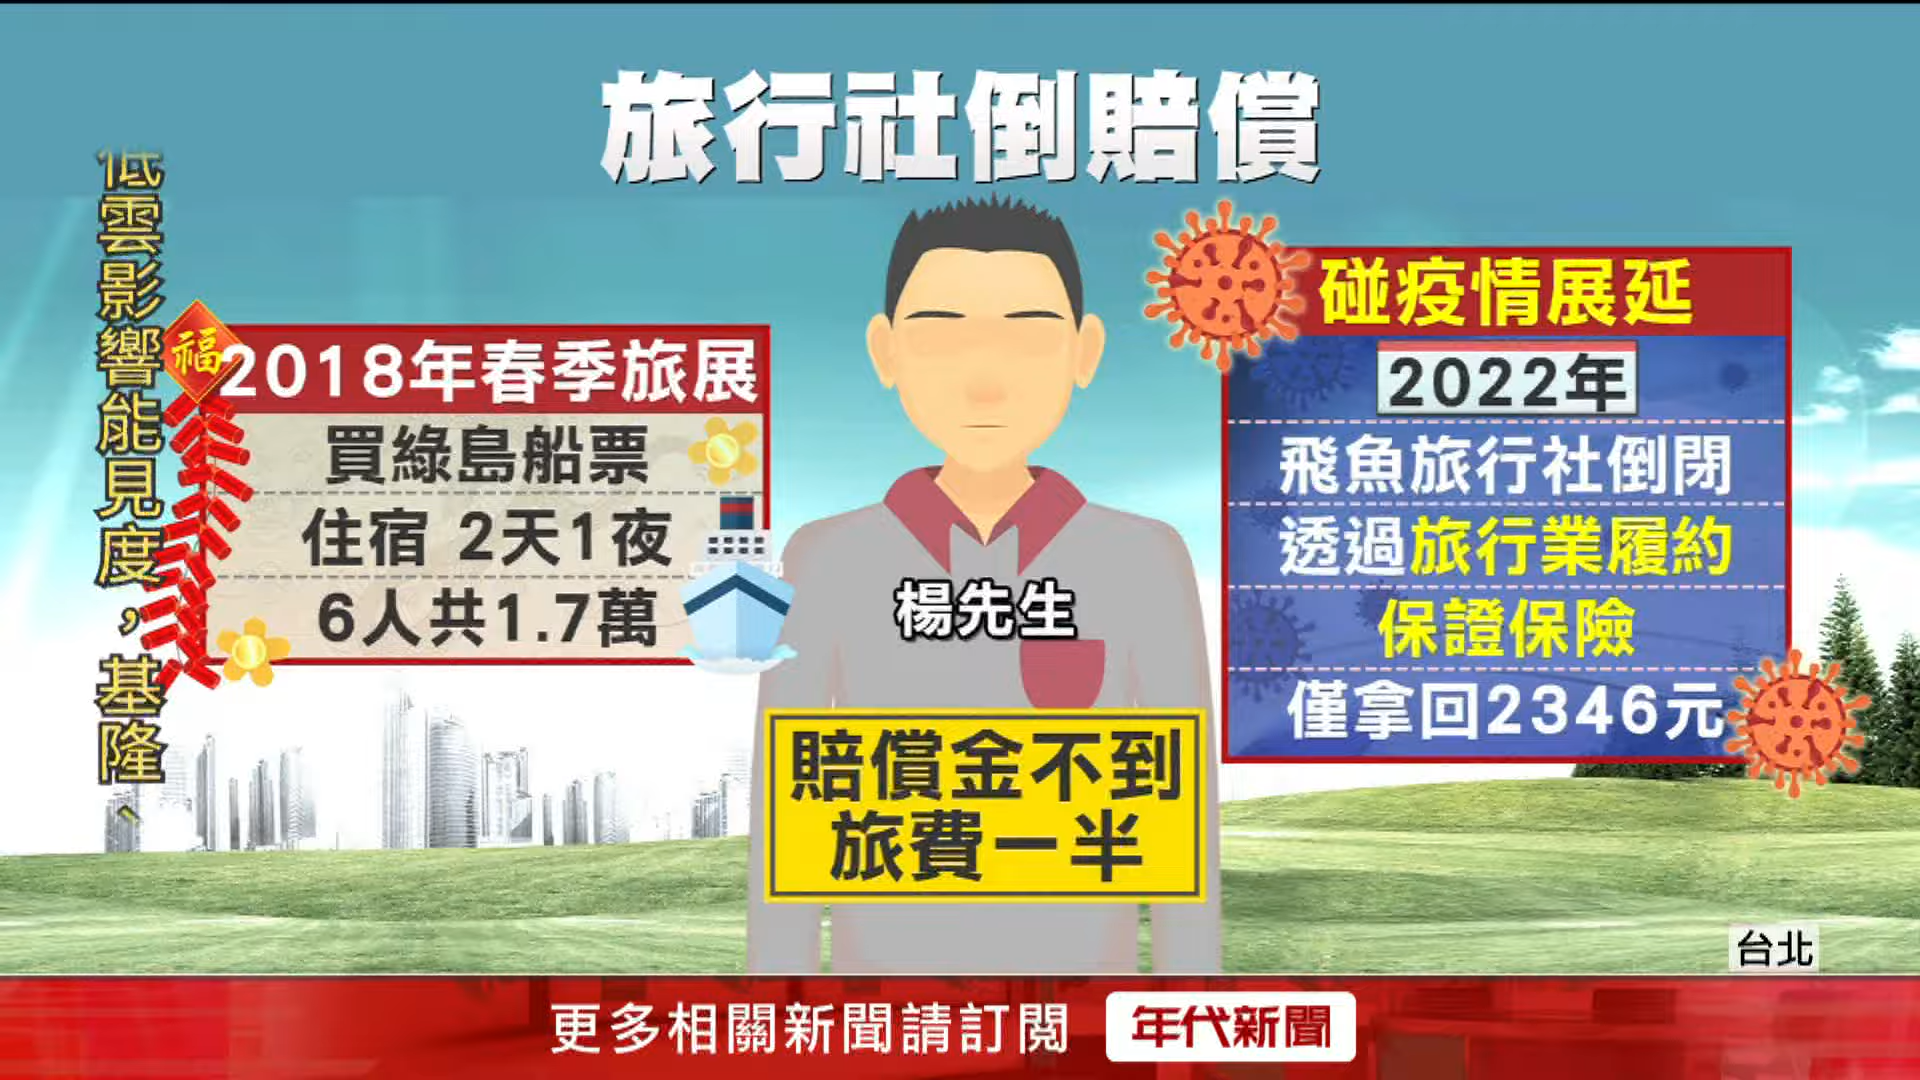 旅行社倒賠償
低雲影響能見度，基隆、
福
2018年春季旅展
買綠島船票
住宿 2天1夜
6人共1.7萬
楊先生
賠償金不到
旅費一半
碰疫情展延
2022年
飛魚旅行社倒閉
透過旅行業履約
保證保險
僅拿回2346元
台北
更多相關新聞請訂閱 年代新聞